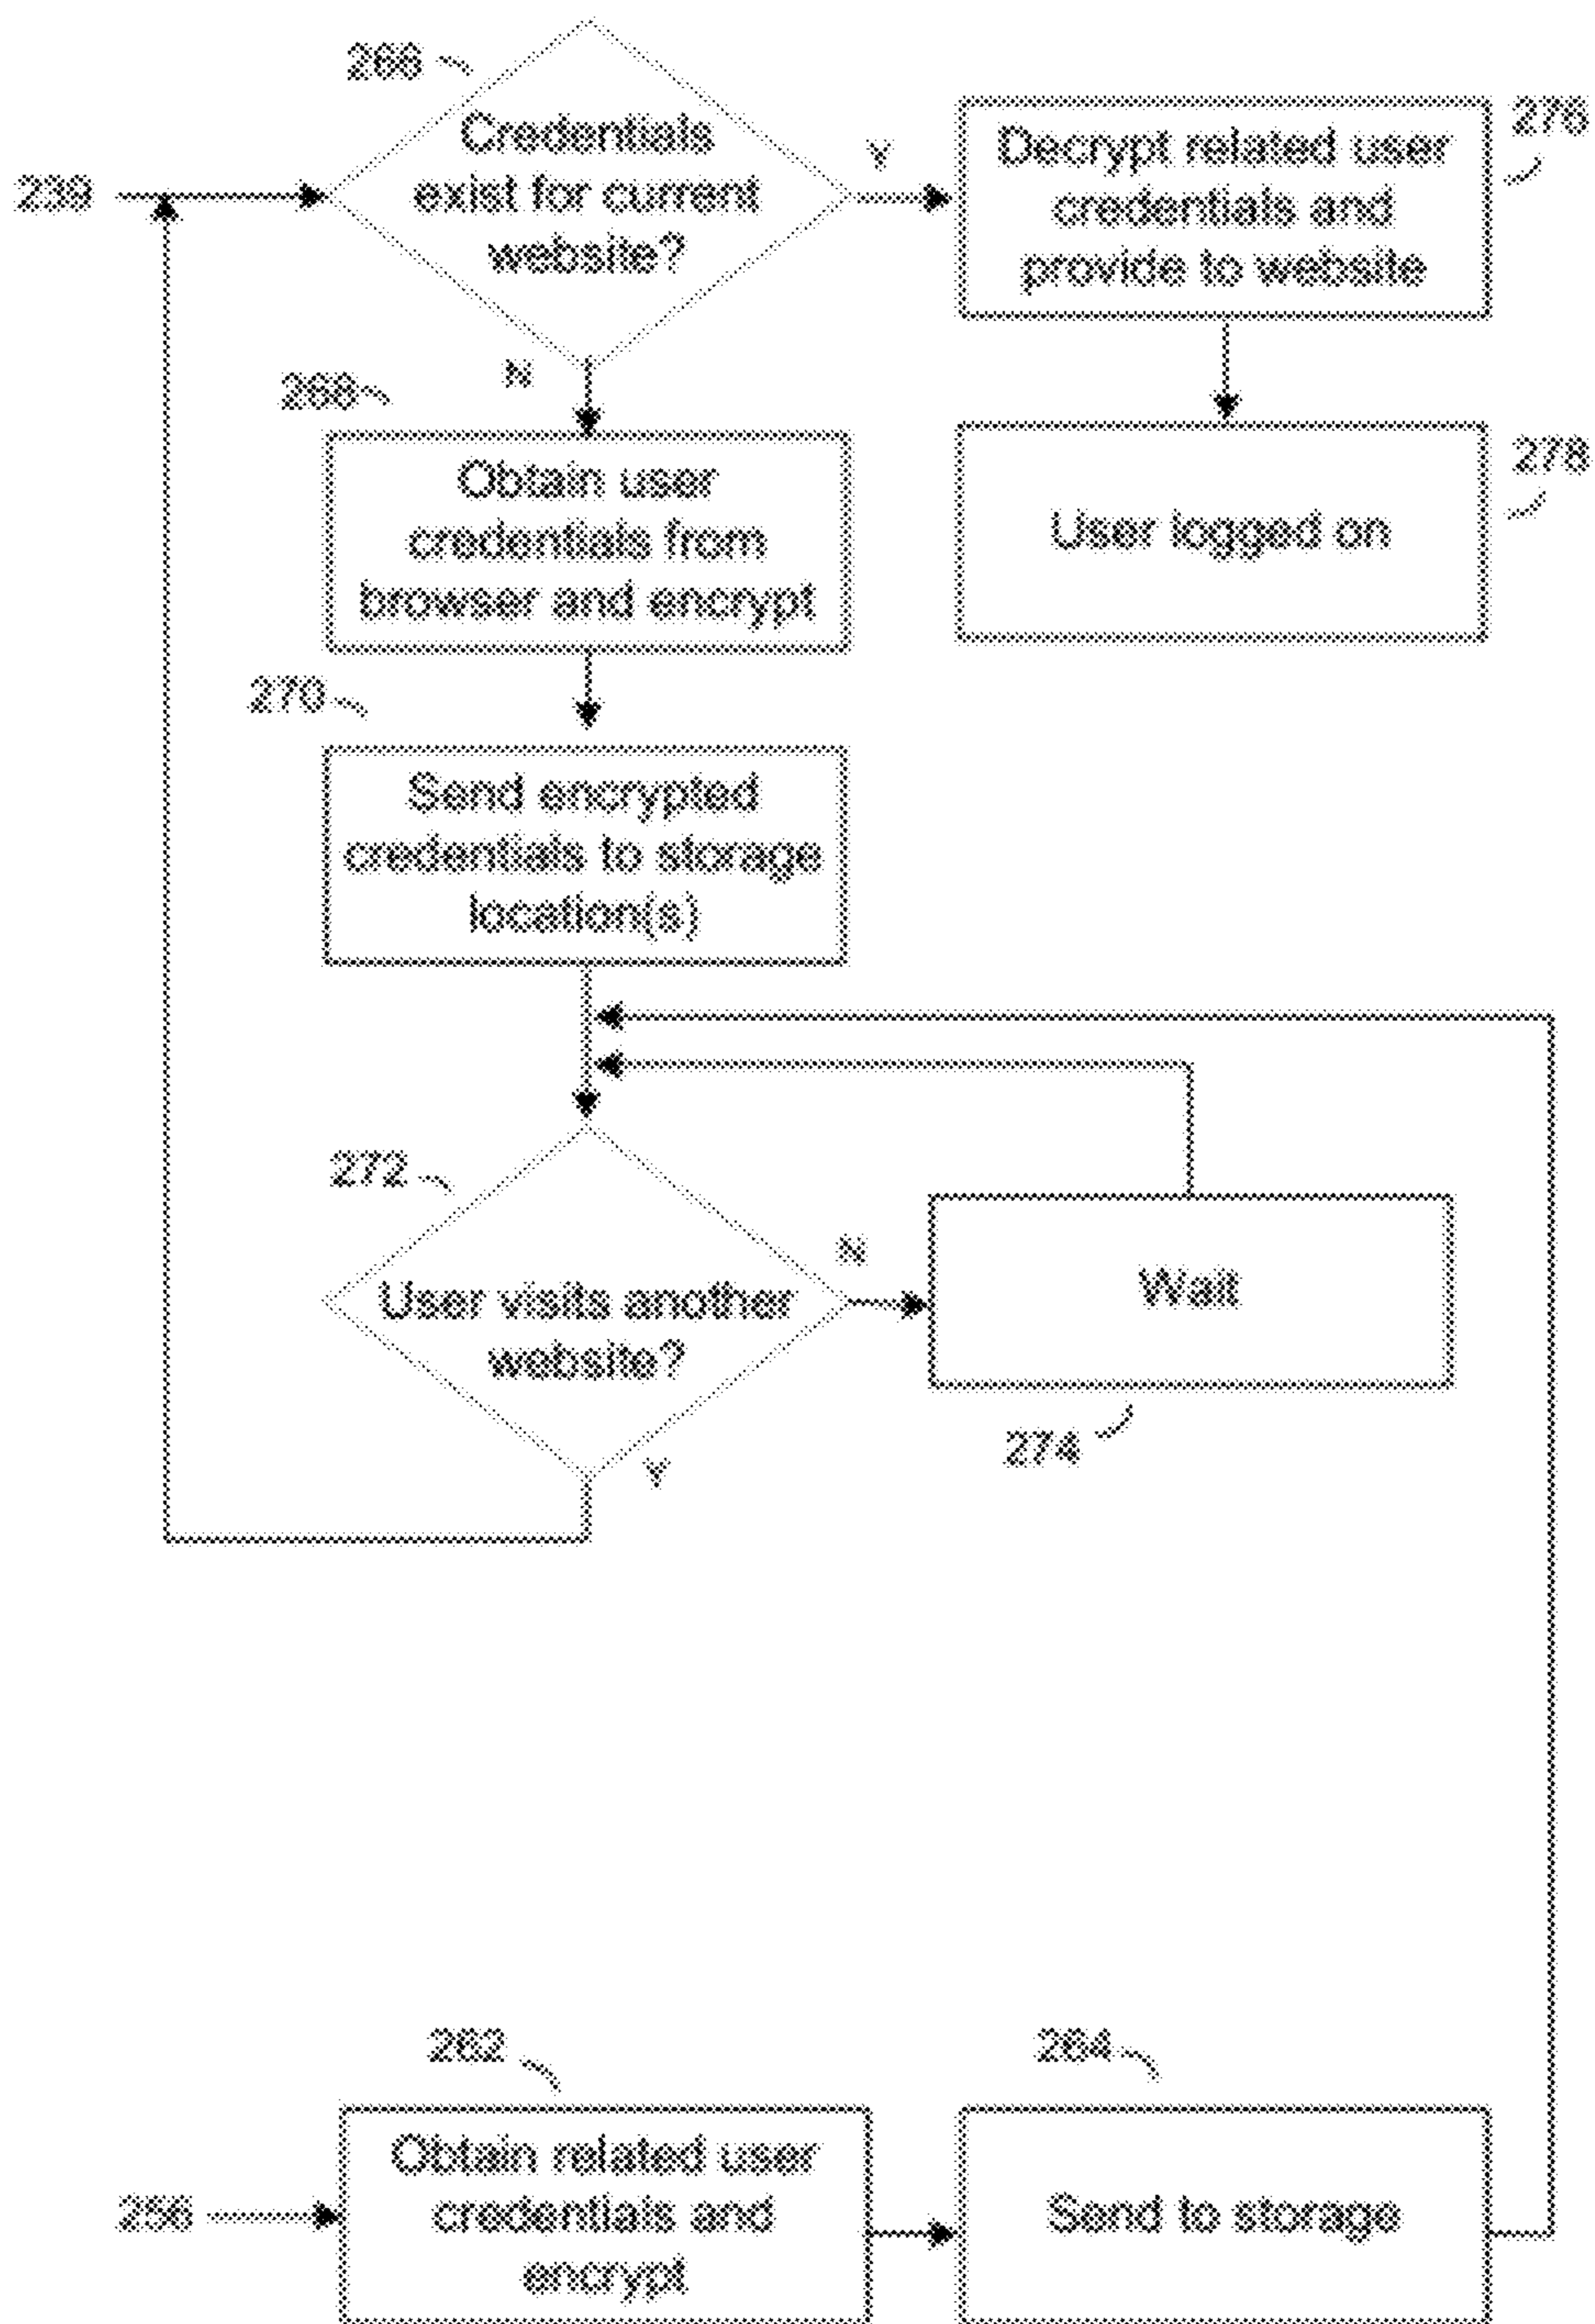 266
Credentials
exist for current
website?
239
Y
276
Decrypt related user
credentials and
provide to website
N
268
Obtain user
credentials from
browser and encrypt
278
User logged on
270
Send encrypted
credentials to storage
location(s)
272
User visits another
website?
N
Wait
274
Y
262
264
256
Obtain related user
credentials and
encrypt
Send to storage